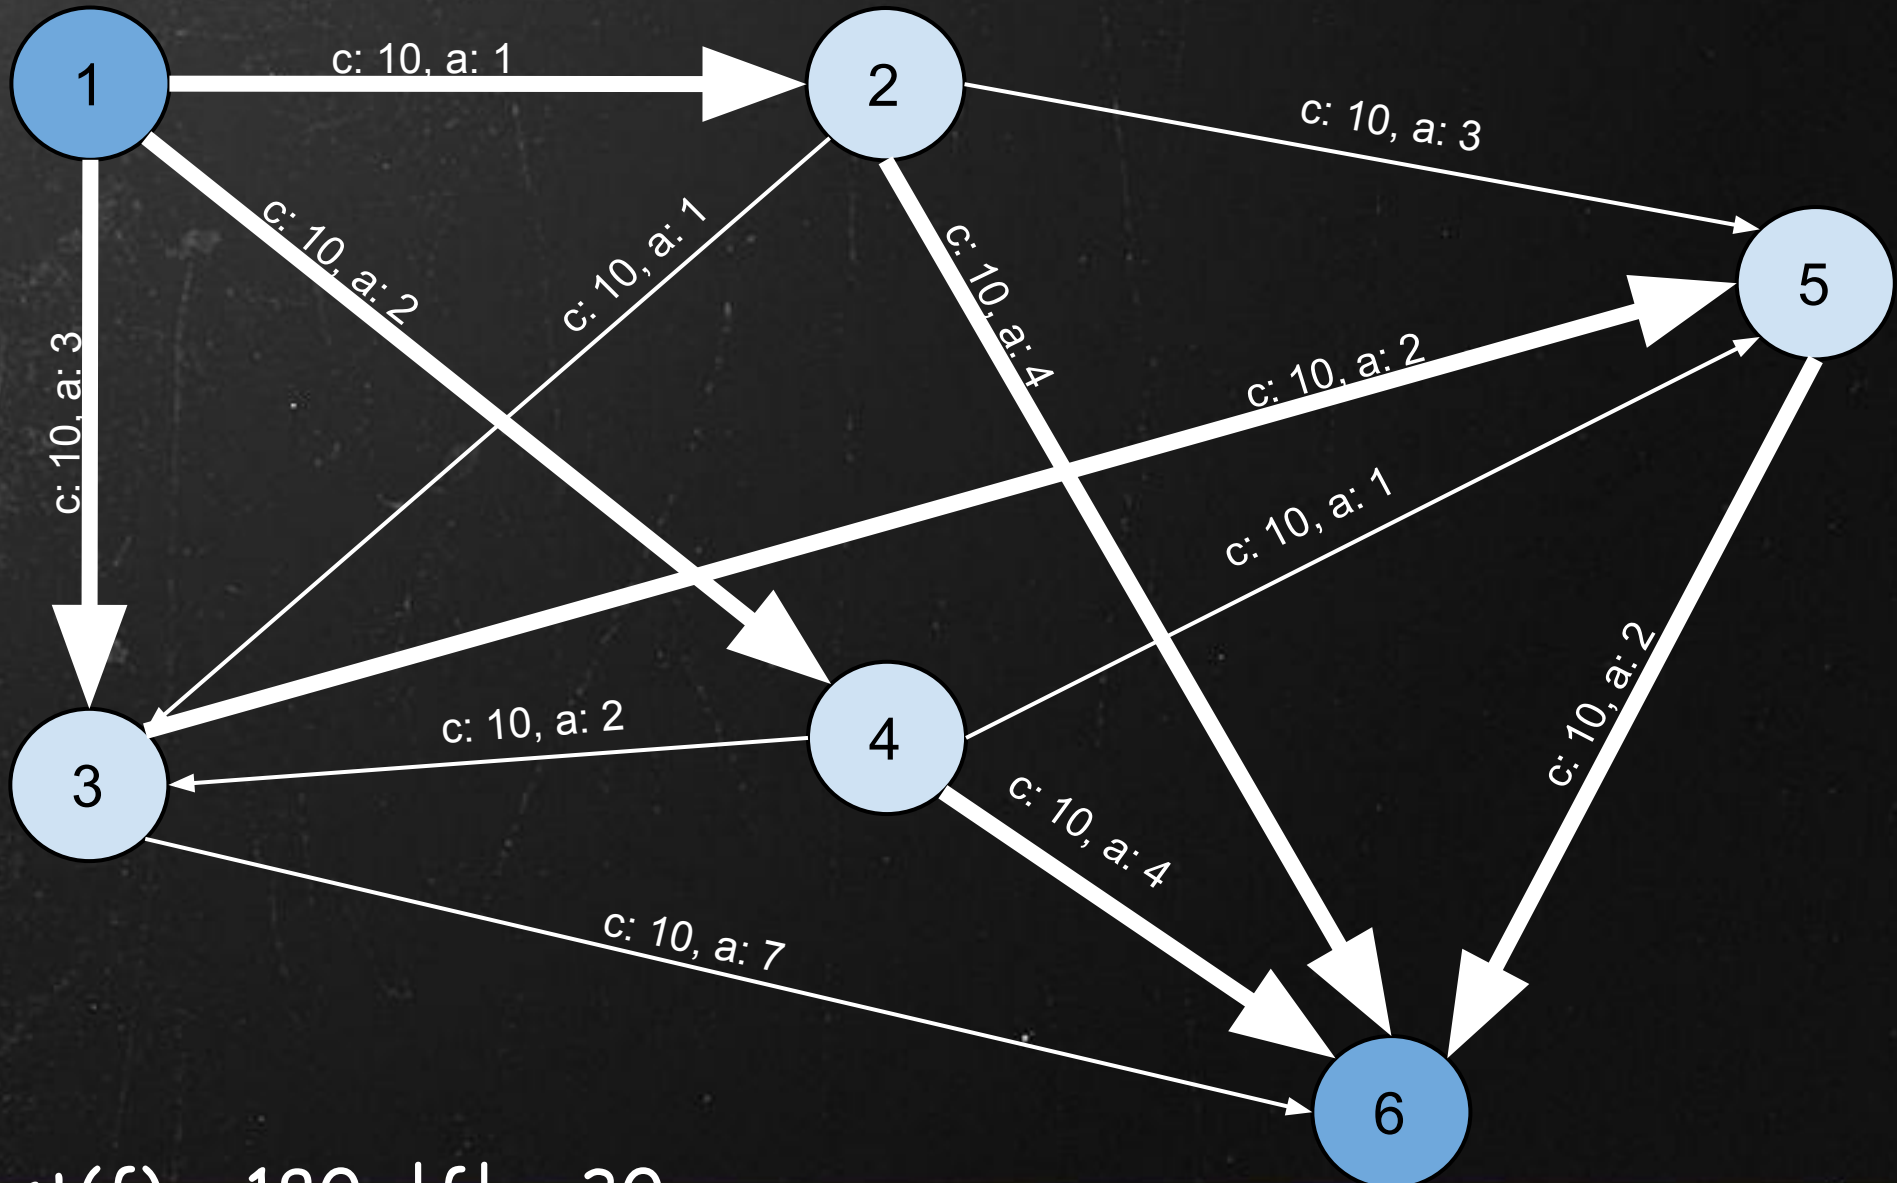 1
c: 10, a: 1
2
c: 10, a: 3
c: 10, a: 2
c: 10, a: 1
c: 10, a: 4
5
c: 10, a: 3
c: 10, a: 2
c: 10, a: 1
c: 10, a: 2
3
c: 10, a: 2
4
c: 10, a: 4
c: 10, a: 7
6